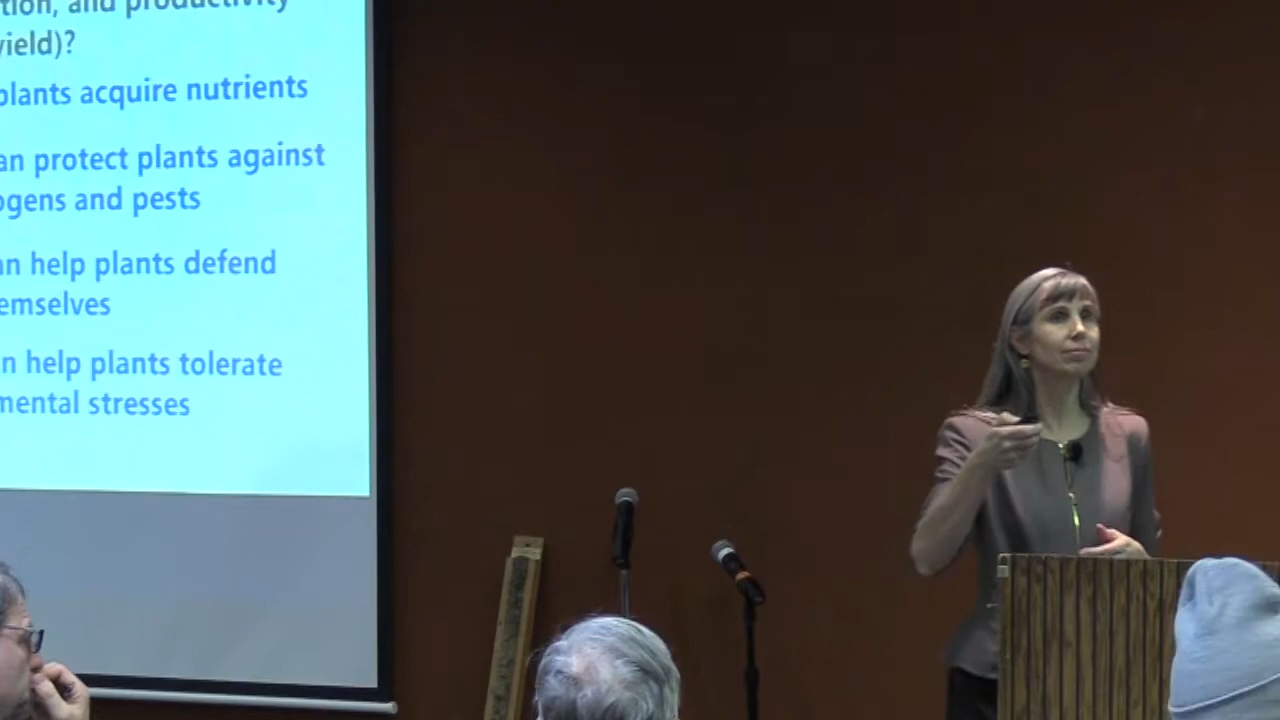 tion, and productivity
yield)?
plants acquire nutrients
an protect plants against
ogens and pests
an help plants defend
emselves
n help plants tolerate
mental stresses